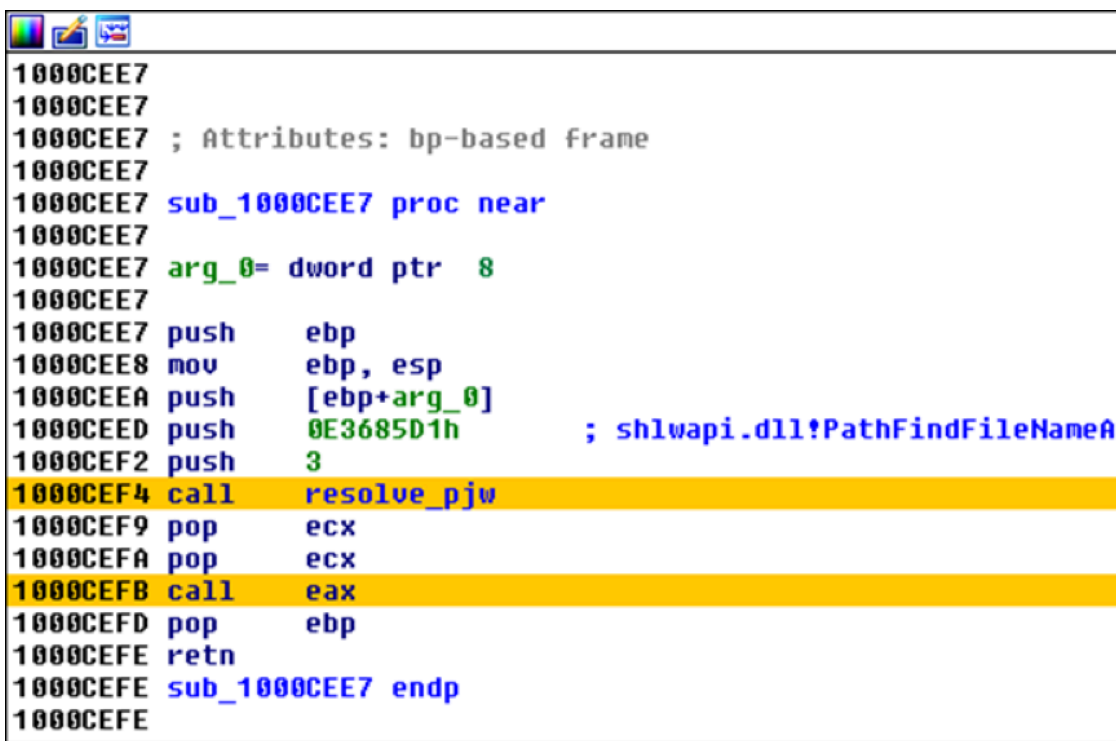 1000CEE7
1000CEE7
1000CEE7 ; Attributes: bp-based frame
1000CEE7
1000CEE7 sub_1000CEE7 proc near
1000CEE7
1000CEE7 arg_0= dword ptr  8
1000CEE7
1000CEE7 push    ebp
1000CEE8 mov     ebp, esp
1000CEEA push    [ebp+arg_0]
1000CEED push    0E3685D1h       ; shlwapi.dll!PathFindFileNameA
1000CEF2 push    3
1000CEF4 call    resolve_pjw
1000CEF9 pop     ecx
1000CEFA pop     ecx
1000CEFB call    eax
1000CEFD pop     ebp
1000CEFE retn
1000CEFE sub_1000CEE7 endp
1000CEFE